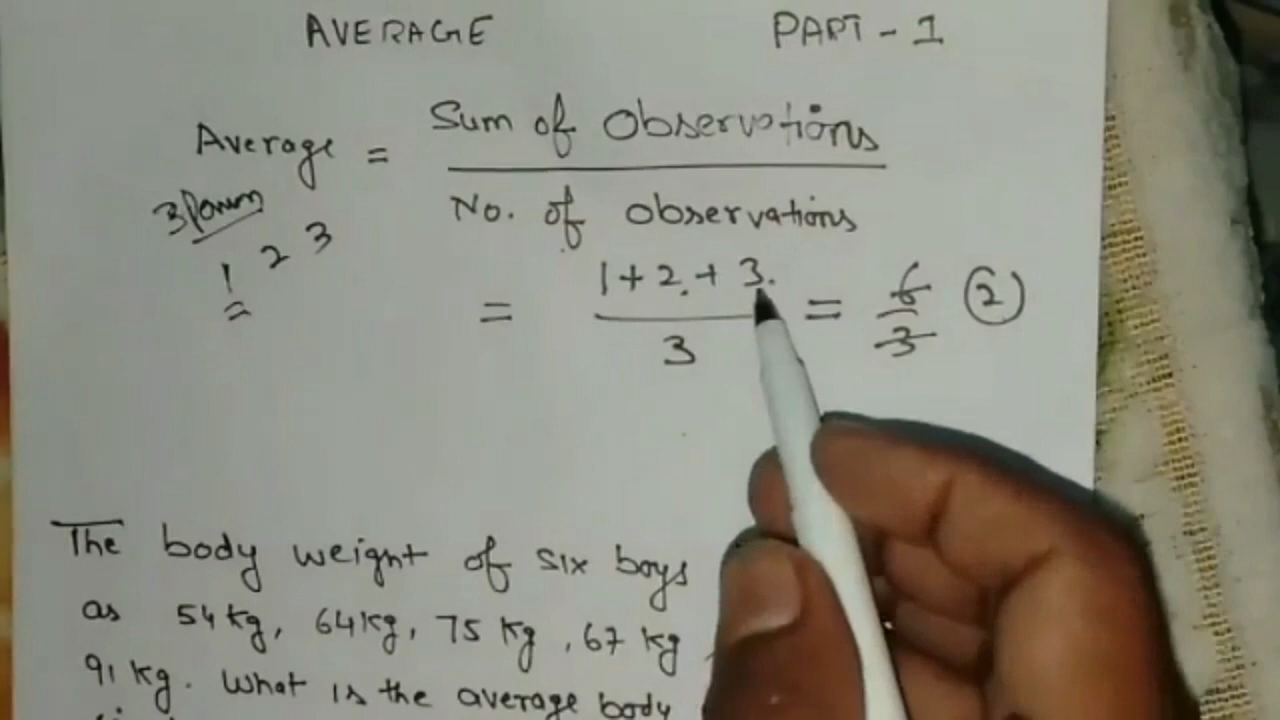 AVERAGE PART - 1
Average = Sum of Observations
No. of Observations
3
1 2 3
=
= 1 + 2 + 3 = 6 2
3 3
The body weight of six boys
as 54 kg, 64 kg, 75 kg, 67 kg
91 kg. What is the average body